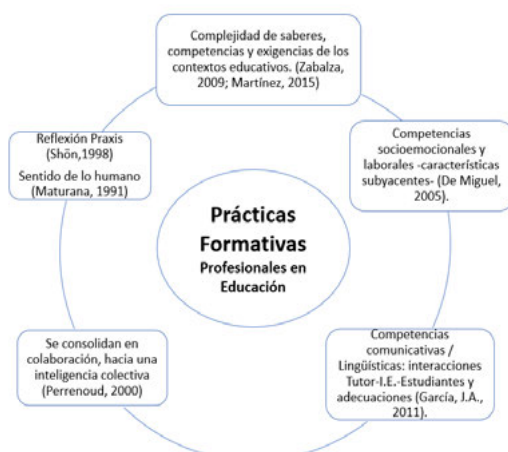 Complejidad de saberes,
competencias y exigencias de los
contextos educativos. (Zabalza,
2009; Martínez, 2015)
Reflexión Praxis
(Shön,1998)
Sentido de lo humano
(Maturana, 1991)
Competencias
socioemocionales y
laborales -características
subyacentes- (De Miguel,
2005).
Prácticas
Formativas
Profesionales en
Educación
Se consolidan en
colaboración, hacia una
inteligencia colectiva
(Perrenoud, 2000)
Competencias
comunicativas /
Lingüísticas: interacciones
Tutor-I.E.-Estudiantes y
adecuaciones (García, J.A.,
2011).